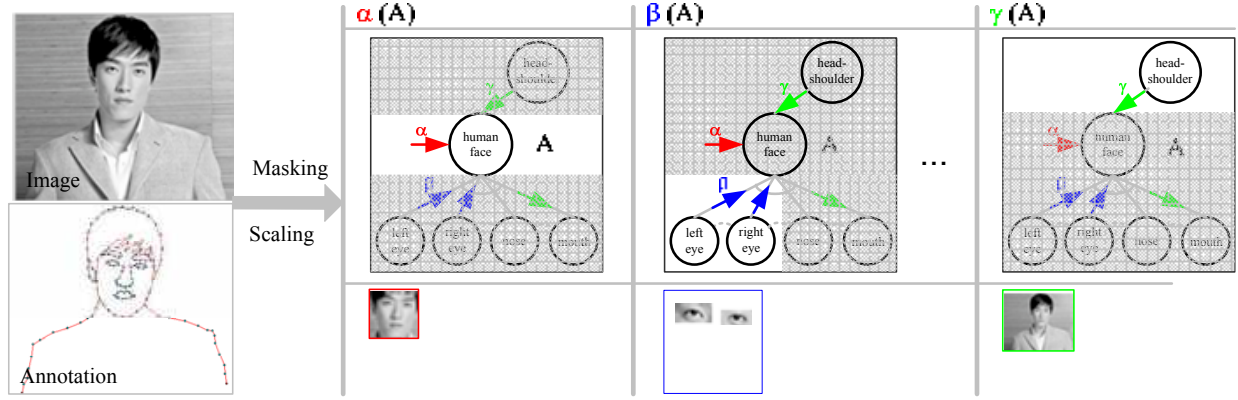 Image
Annotation
Masking
Scaling
α (A)
β (A)
γ (A)
head-
shoulder
γ
α
human
face
A
β
left
eye
right
eye
nose
mouth
head-
shoulder
γ
α
human
face
A
β
left
eye
right
eye
nose
mouth
...
head-
shoulder
γ
α
human
face
A
β
left
eye
right
eye
nose
mouth